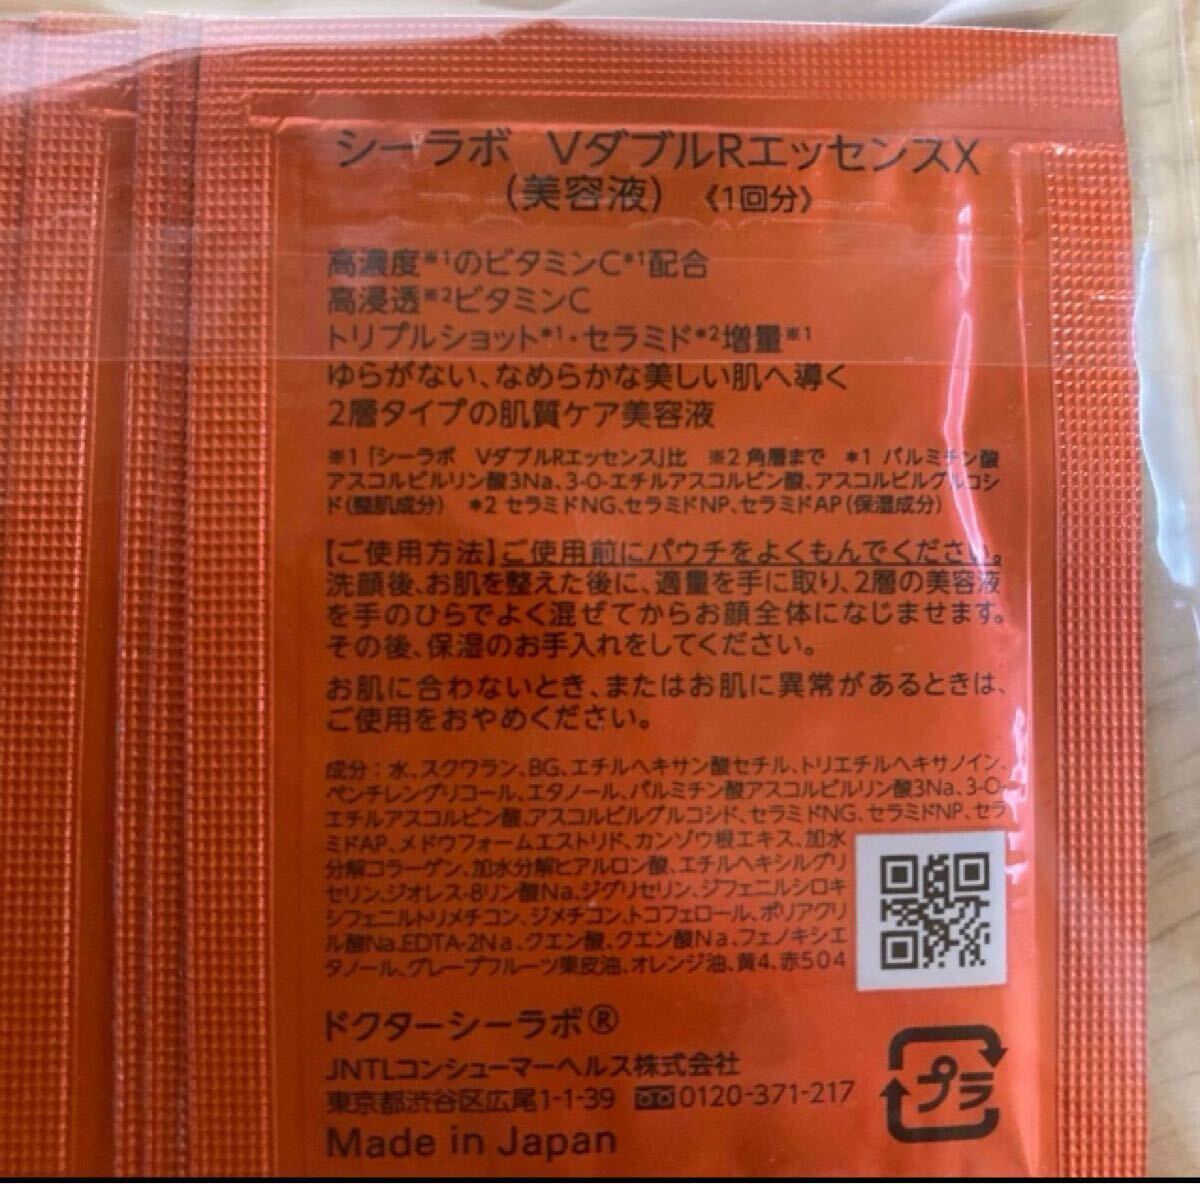 シーラボ VダブルRエッセンスX
(美容液) 《1回分》
高濃度※1のビタミンC*1配合
高浸透※2ビタミンC
トリプルショット*1・セラミド*2増量※1
ゆらがない、なめらかな美しい肌へ導く
2層タイプの肌質ケア美容液
※1「シーラボ VダブルRエッセンス」比 ※2 角層まで *1 パルミチン酸
アスコルビルリン酸3Na、3-O-エチルアスコルビン酸、アスコルビルグルコシ
ド(整肌成分) *2 セラミドNG、セラミドNP、セラミドAP(保湿成分)
【ご使用方法】ご使用前にパウチをよくもんでください。
洗顔後、お肌を整えた後に、適量を手に取り、2層の美容液
を手のひらでよく混ぜてからお顔全体になじませます。
その後、保湿のお手入れをしてください。
お肌に合わないとき、またはお肌に異常があるときは、
ご使用をおやめください。
成分:水、スクワラン、BG、エチルヘキサン酸セチル、トリエチルヘキサノイン、
ペンチレングリコール、エタノール、パルミチン酸アスコルビルリン酸3Na、3-O-
エチルアスコルビン酸、アスコルビルグルコシド、セラミドNG、セラミドNP、セラ
ミドAP、メドウフォームエストリド、カンゾウ根エキス、加水
分解コラーゲン、加水分解ヒアルロン酸、エチルヘキシルグリ
セリン、ジオレス-8リン酸Na、ジグリセリン、ジフェニルシロキ
シフェニルトリメチコン、ジメチコン、トコフェロール、ポリアクリ
ル酸Na、EDTA-2Na、クエン酸、クエン酸Na、フェノキシエ
タノール、グレープフルーツ果皮油、オレンジ油、黄4、赤504
ドクターシーラボ®
JNTLコンシューマーヘルス株式会社
東京都渋谷区広尾1-1-39 0120-371-217
Made in Japan
プラ